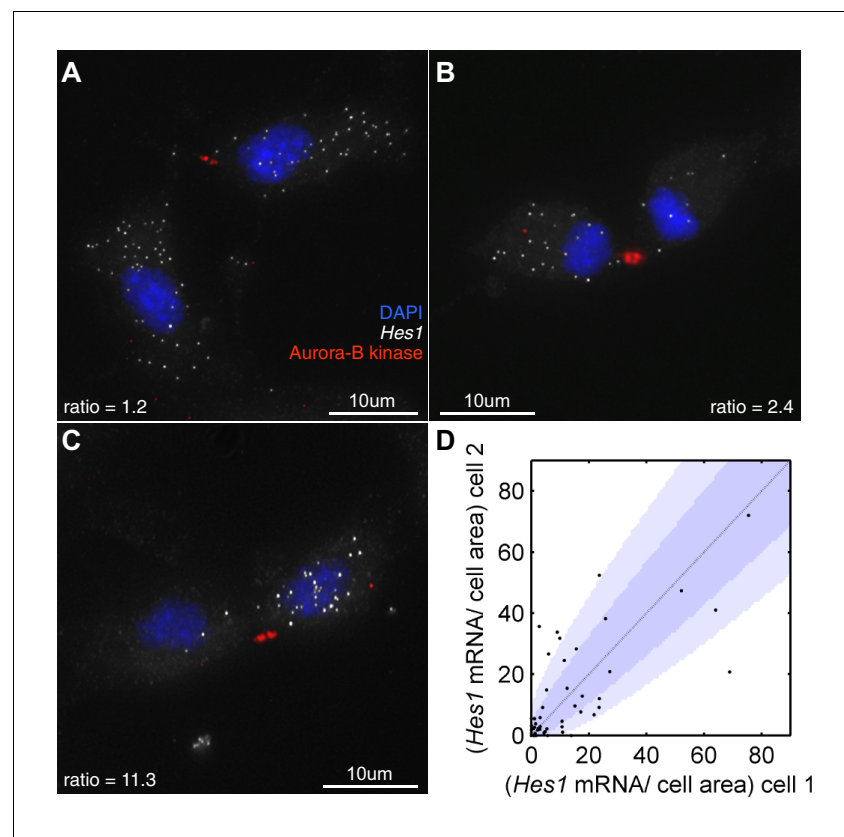 A
DAPI
Hes1
Aurora-B kinase
ratio = 1.2
10um
B
10um
ratio = 2.4
C
ratio = 11.3
10um
D
(Hes1 mRNA/ cell area) cell 2
80
60
40
20
0
0 20 40 60 80
(Hes1 mRNA/ cell area) cell 1